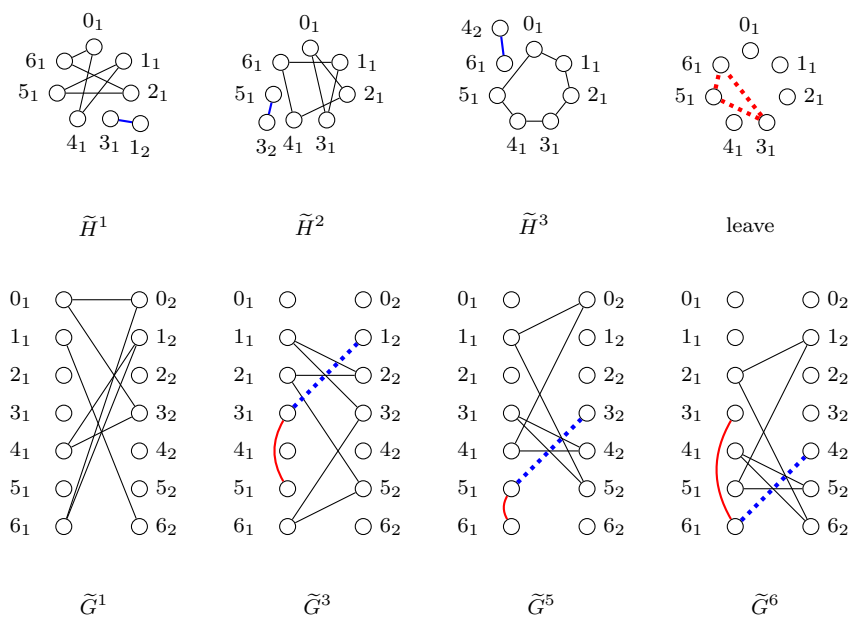 0₁ 0₁ 4₂ 0₁ 0₁
6₁ 1₁ 6₁ 1₁ 6₁ 1₁ 6₁ 1₁
5₁ 2₁ 5₁ 2₁ 5₁ 2₁ 5₁ 2₁
4₁ 3₁ 1₂ 3₂ 4₁ 3₁ 4₁ 3₁ 4₁ 3₁
H̃¹ H̃² H̃³ leave
0₁ 0₂ 0₁ 0₂ 0₁ 0₂ 0₁ 0₂
1₁ 1₂ 1₁ 1₂ 1₁ 1₂ 1₁ 1₂
2₁ 2₂ 2₁ 2₂ 2₁ 2₂ 2₁ 2₂
3₁ 3₂ 3₁ 3₂ 3₁ 3₂ 3₁ 3₂
4₁ 4₂ 4₁ 4₂ 4₁ 4₂ 4₁ 4₂
5₁ 5₂ 5₁ 5₂ 5₁ 5₂ 5₁ 5₂
6₁ 6₂ 6₁ 6₂ 6₁ 6₂ 6₁ 6₂
G̃¹ G̃³ G̃⁵ G̃⁶